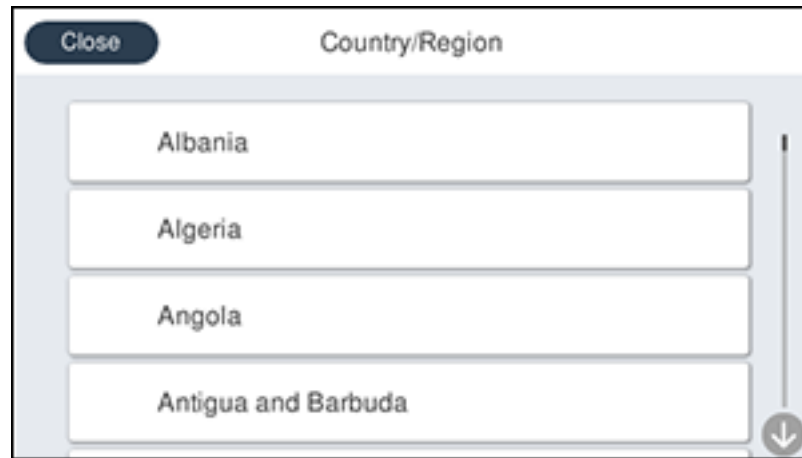 Close
Country/Region
Albania
Algeria
Angola
Antigua and Barbuda